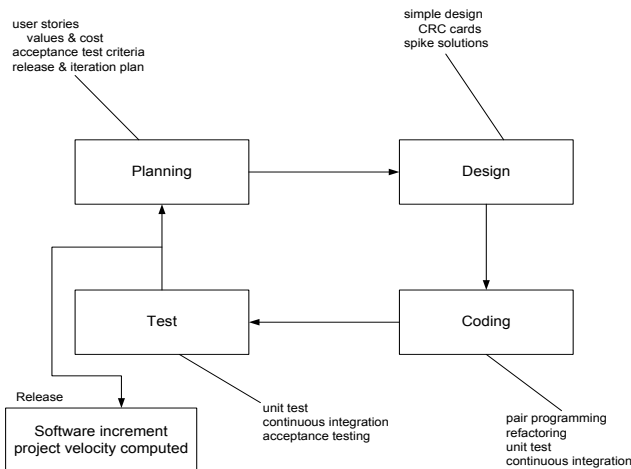 user stories
values & cost
acceptance test criteria
release & iteration plan
simple design
CRC cards
spike solutions
Planning
Design
Test
Coding
Release
Software increment
project velocity computed
unit test
continuous integration
acceptance testing
pair programming
refactoring
unit test
continuous integration